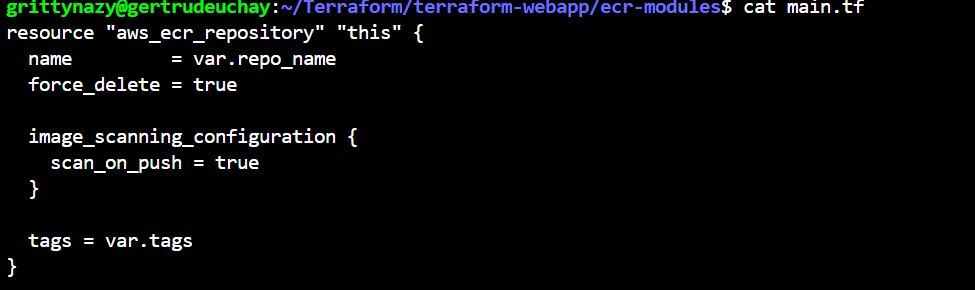 grittynazy@gertrudeuchay:~/Terraform/terraform-webapp/ecr-modules$ cat main.tf
resource "aws_ecr_repository" "this" {
  name         = var.repo_name
  force_delete = true

  image_scanning_configuration {
    scan_on_push = true
  }

  tags = var.tags
}